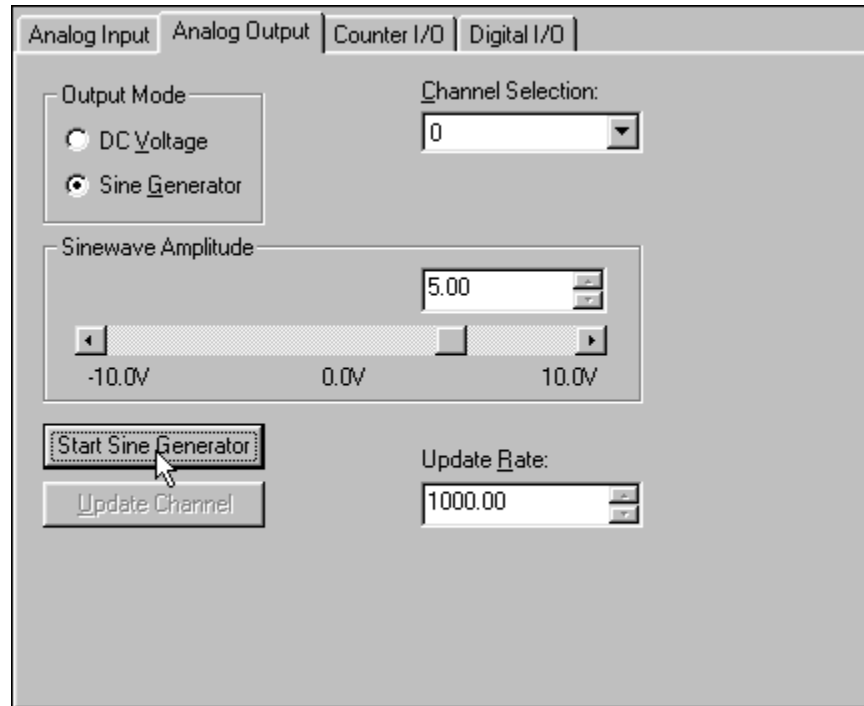 Analog Input Analog Output Counter I/O Digital I/O
Output Mode
DC Voltage
Sine Generator
Channel Selection:
0
Sinewave Amplitude
5.00
-10.0V 0.0V 10.0V
Start Sine Generator
Update Channel
Update Rate:
1000.00